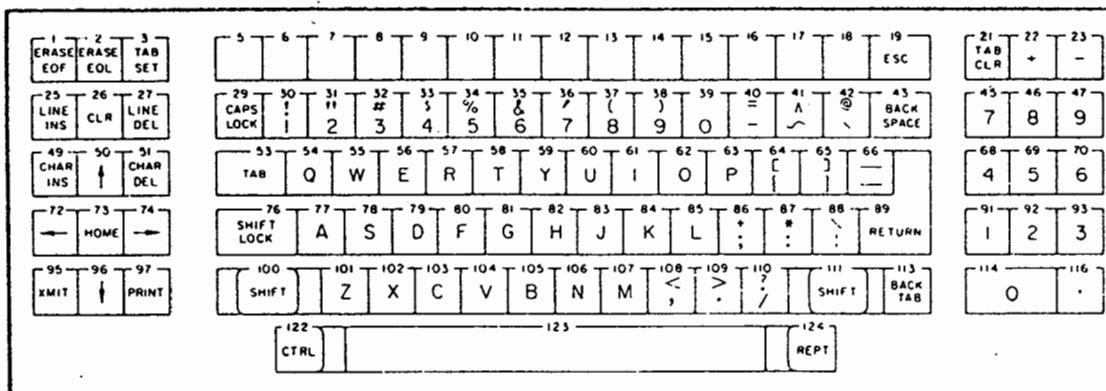 1 2 3 5 6 7 8 9 10 11 12 13 14 15 16 17 18 19 21 22 23
ERASE ERASE TAB TAB
EOF EOL SET ESC CLR + -
25 26 27 29 30 31 32 33 34 35 36 37 38 39 40 41 42 43 45 46 47
LINE CLR LINE CAPS ! " # $ % & ' ( ) = ∧ @ BACK
INS DEL LOCK 1 2 3 4 5 6 7 8 9 0 - ~ \ SPACE 7 8 9
49 50 51 53 54 55 56 57 58 59 60 61 62 63 64 65 66 68 69 70
CHAR ↑ CHAR TAB Q W E R T Y U I O P [ ] — 4 5 6
INS DEL
72 73 74 76 77 78 79 80 81 82 83 84 85 86 87 88 89 91 92 93
← HOME → SHIFT A S D F G H J K L + * RETURN 1 2 3
LOCK ; :
95 96 97 100 101 102 103 104 105 106 107 108 109 110 111 113 114 116
XMIT ↓ PRINT SHIFT Z X C V B N M < > ? SHIFT BACK 0 .
, . / TAB
122 123 124
CTRL REPT